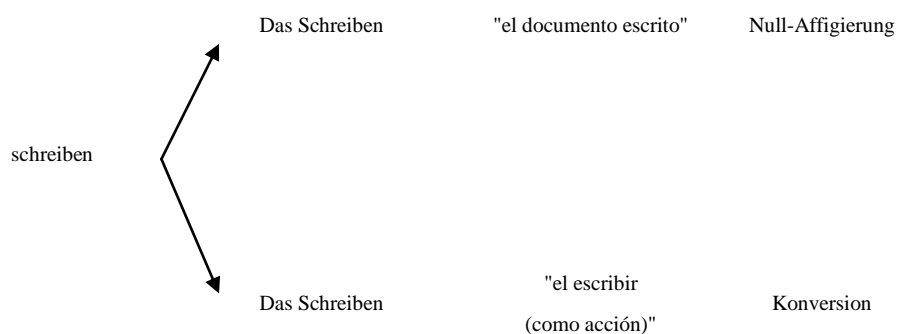 Das Schreiben "el documento escrito" Null-Affigierung
schreiben
"el escribir
Das Schreiben (como acción)" Konversion